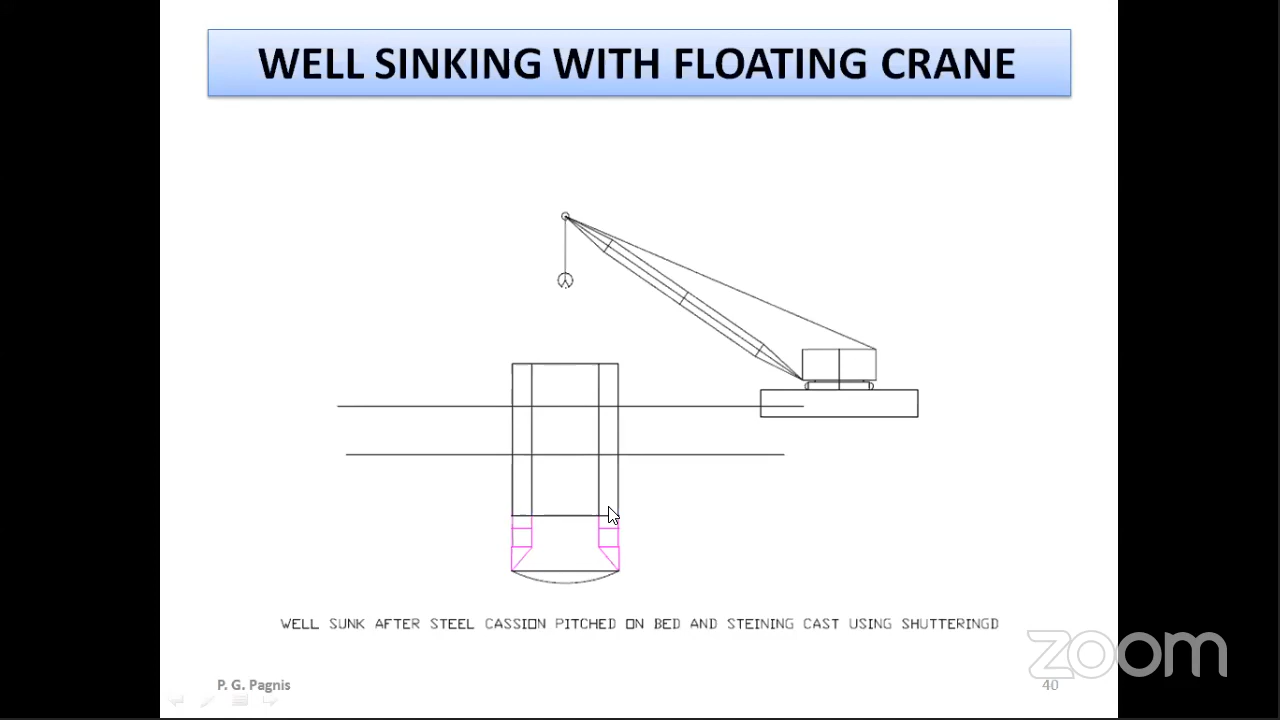 WELL SINKING WITH FLOATING CRANE
WELL SUNK AFTER STEEL CASSION PITCHED ON BED AND STEINING CAST USING SHUTTERINGD
zoom
P. G. Pagnis
40